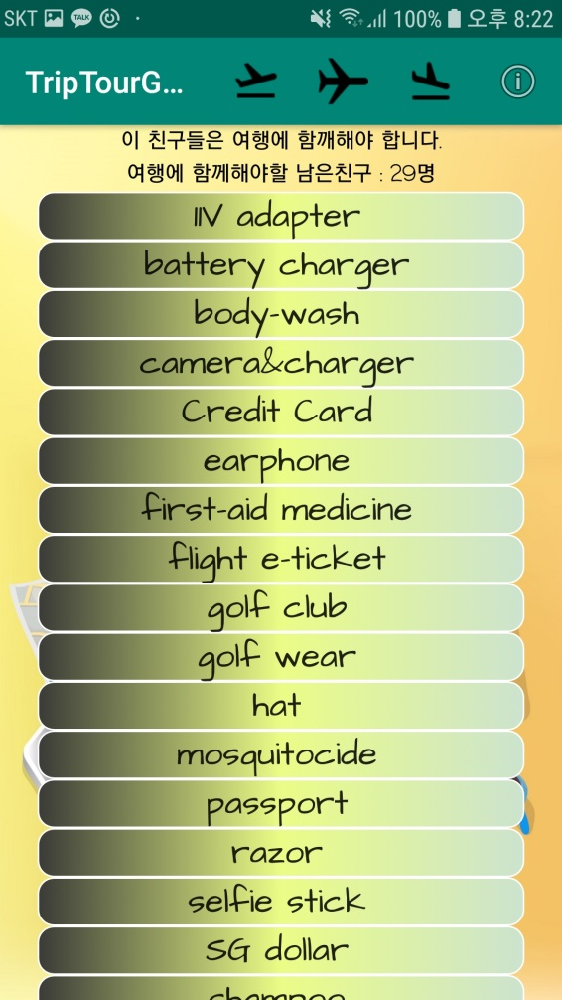 SKT TALK 100% 오후 8:22
TripTourG...
이 친구들은 여행에 함깨해야 합니다.
여행에 함께해야할 남은친구 : 29명
11V adapter
battery charger
body-wash
camera&charger
Credit Card
earphone
first-aid medicine
flight e-ticket
golf club
golf wear
hat
mosquitocide
passport
razor
selfie stick
SG dollar
shampoo